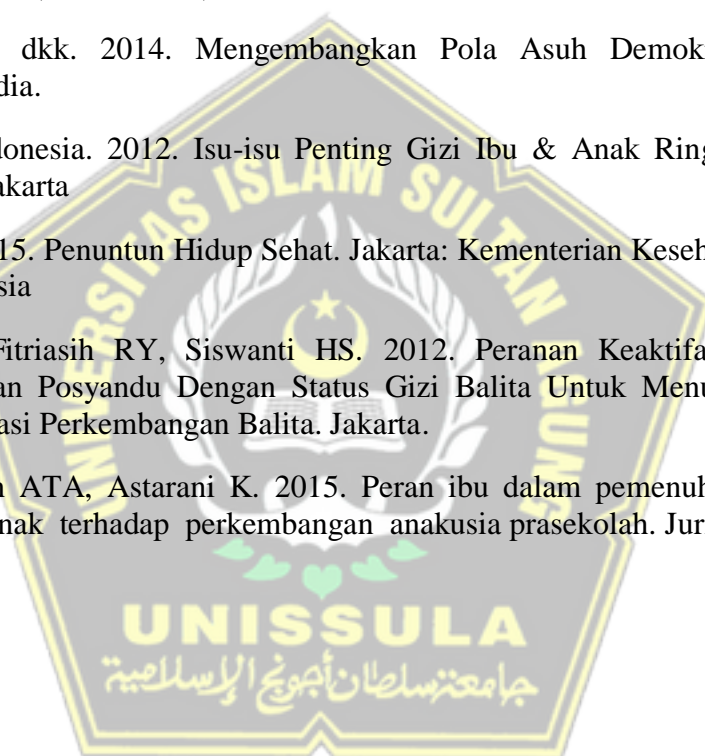 dkk. 2014. Mengembangkan Pola Asuh Demok
dia.
donesia. 2012. Isu-isu Penting Gizi Ibu & Anak Ring
akarta
15. Penuntun Hidup Sehat. Jakarta: Kementerian Keseh
sia
Fitriasih RY, Siswanti HS. 2012. Peranan Keaktifa
an Posyandu Dengan Status Gizi Balita Untuk Menu
asi Perkembangan Balita. Jakarta.
n ATA, Astarani K. 2015. Peran ibu dalam pemenuh
nak terhadap perkembangan anakusia prasekolah. Jur
UNIVERSITAS ISLAM SULTAN AGUNG
UNISSULA
جامعة سلطان أجونج الإسلامية